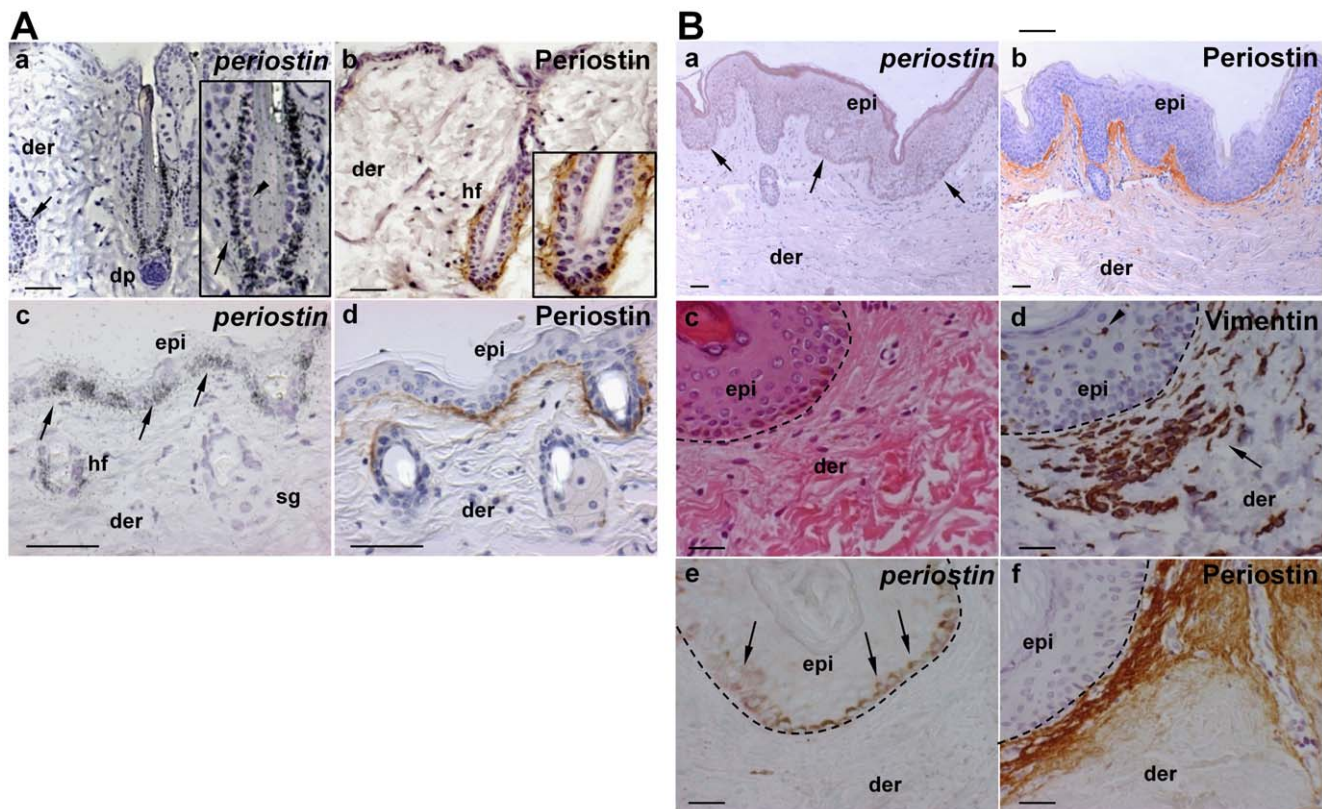 A
a
periostin
der
dp
b
Periostin
der
hf
c
periostin
epi
hf
der
sg
d
Periostin
epi
der
B
a
periostin
epi
der
b
Periostin
epi
der
c
epi
der
d
Vimentin
epi
der
e
periostin
epi
der
f
Periostin
epi
der